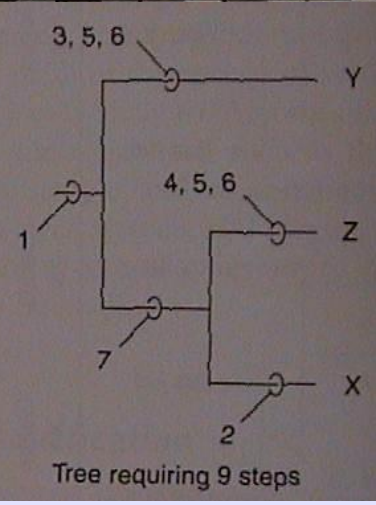 3, 5, 6
Y
4, 5, 6
1
Z
7
X
2
Tree requiring 9 steps